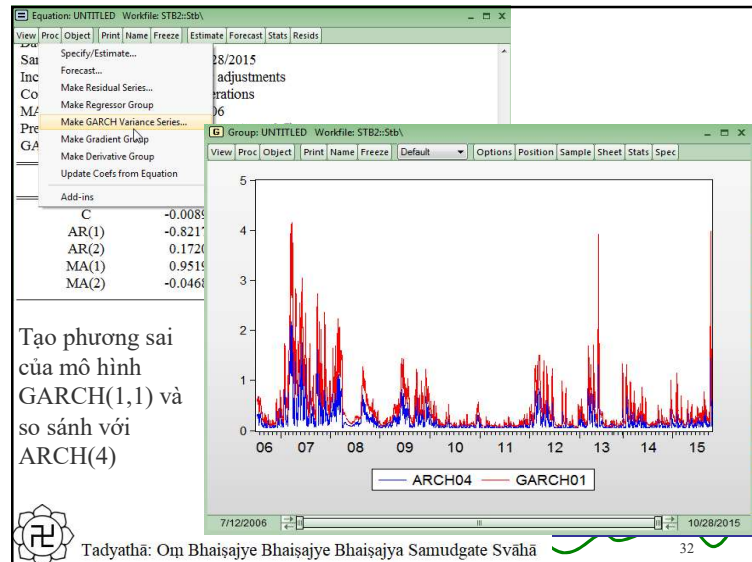 Equation: UNTITLED Workfile: STB2::Stb\
View Proc Object Print Name Freeze Estimate Forecast Stats Resids
Specify/Estimate...
Forecast...
Make Residual Series...
Make Regressor Group
Make GARCH Variance Series...
Make Gradient Group
Make Derivative Group
Update Coefs from Equation
Add-ins
28/2015
adjustments
erations
06
Inc
Co
MA
Pre
GA
C -0.0089
AR(1) -0.8217
AR(2) 0.1720
MA(1) 0.9519
MA(2) -0.0468
G Group: UNTITLED Workfile: STB2::Stb\
View Proc Object Print Name Freeze Default Options Position Sample Sheet Stats Spec
5
4
3
2
1
0
06 07 08 09 10 11 12 13 14 15
ARCH04 GARCH01
7/12/2006 10/28/2015
Tạo phương sai
của mô hình
GARCH(1,1) và
so sánh với
ARCH(4)
Tadyathā: Oṃ Bhaiṣajye Bhaiṣajye Bhaiṣajya Samudgate Svāhā
32